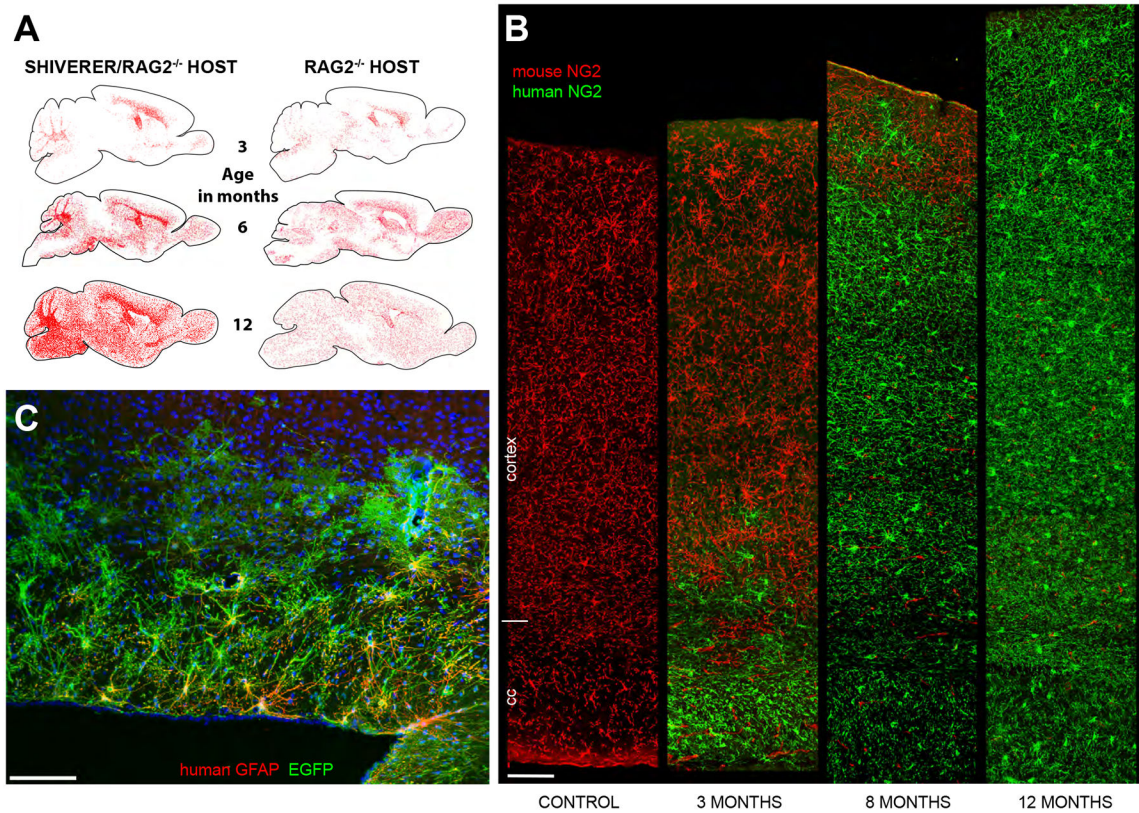 A
SHIVERER/RAG2-/- HOST
RAG2-/- HOST
3
Age
in months
6
12
B
mouse NG2
human NG2
cortex
cc
CONTROL
3 MONTHS
8 MONTHS
12 MONTHS
C
human GFAP EGFP